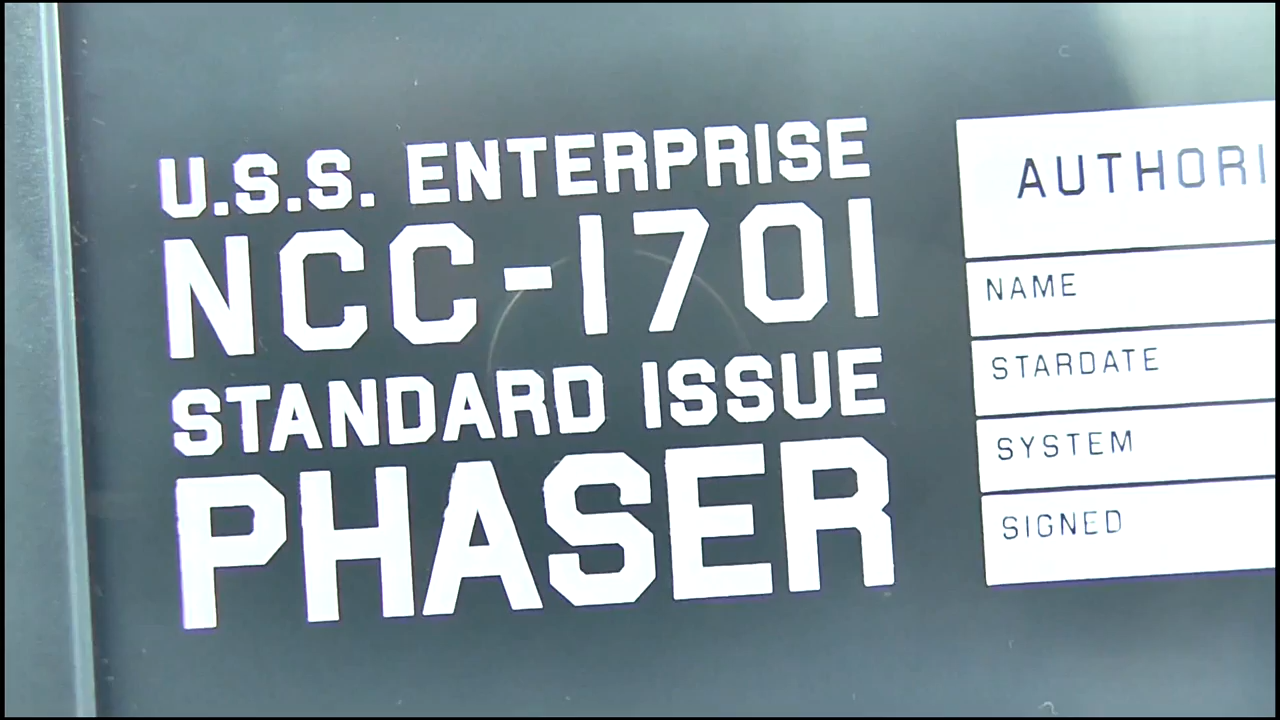 U.S.S. ENTERPRISE
NCC-1701
STANDARD ISSUE
PHASER
NAME
STARDATE
SYSTEM
SIGNED